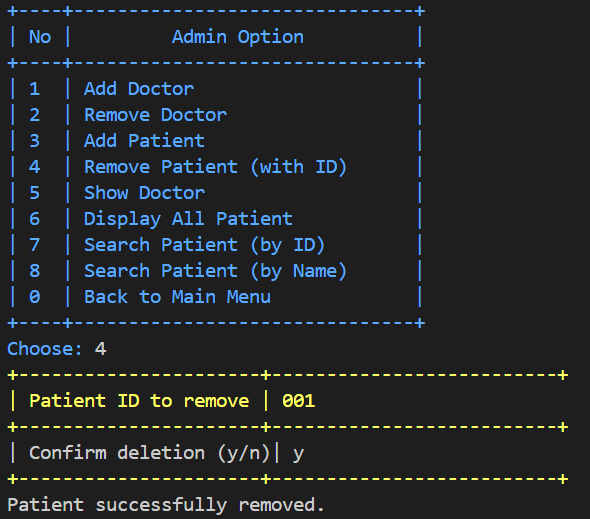 +----+-------------------------------+
| No |         Admin Option          |
+----+-------------------------------+
| 1  | Add Doctor                    |
| 2  | Remove Doctor                 |
| 3  | Add Patient                   |
| 4  | Remove Patient (with ID)      |
| 5  | Show Doctor                   |
| 6  | Display All Patient           |
| 7  | Search Patient (by ID)        |
| 8  | Search Patient (by Name)      |
| 0  | Back to Main Menu             |
+----+-------------------------------+
Choose: 4
+----------------------+--------------------------+
| Patient ID to remove | 001
+----------------------+--------------------------+
| Confirm deletion (y/n)| y
+----------------------+--------------------------+
Patient successfully removed.